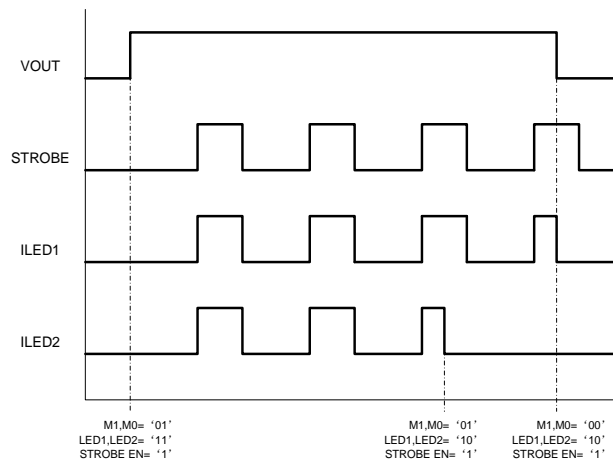 VOUT
STROBE
ILED1
ILED2
M1,M0= ‘01’
LED1,LED2= ‘11’
STROBE EN= ‘1’
M1,M0= ‘01’
LED1,LED2= ‘10’
STROBE EN= ‘1’
M1,M0= ‘00’
LED1,LED2= ‘10’
STROBE EN= ‘1’